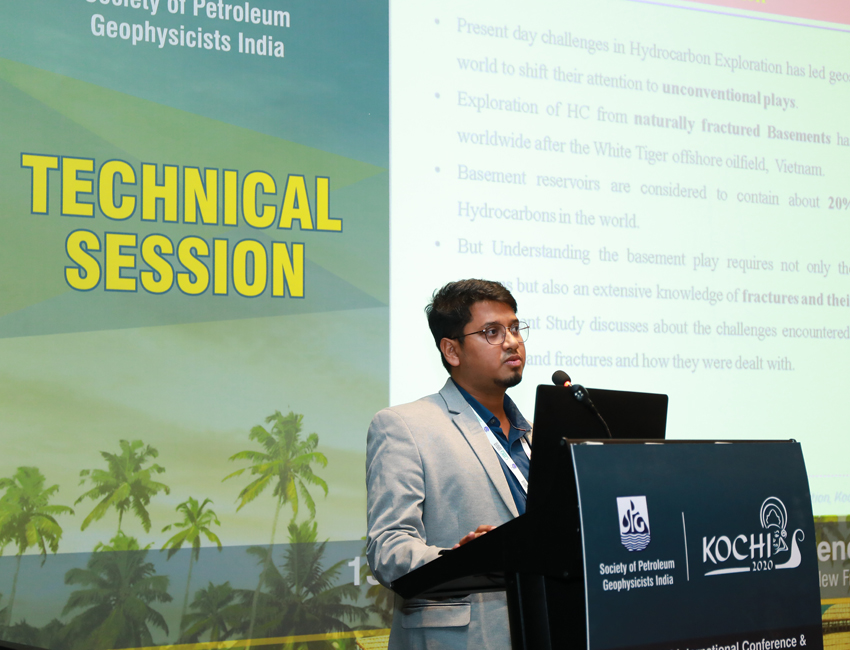 Society of Petroleum
Geophysicists India
TECHNICAL
SESSION
Present day challenges in Hydrocarbon Exploration has led
world to shift their attention to unconventional plays.
Exploration of HC from naturally fractured Basements
worldwide after the White Tiger offshore oilfield, Vietnam.
Basement reservoirs are considered to contain about 20%
Hydrocarbons in the world.
But Understanding the basement play requires not only
but also an extensive knowledge of fractures and their
Study discusses about the challenges encountered
and fractures and how they were dealt with.
Society of Petroleum
Geophysicists India
KOCHI
2020
International Conference &